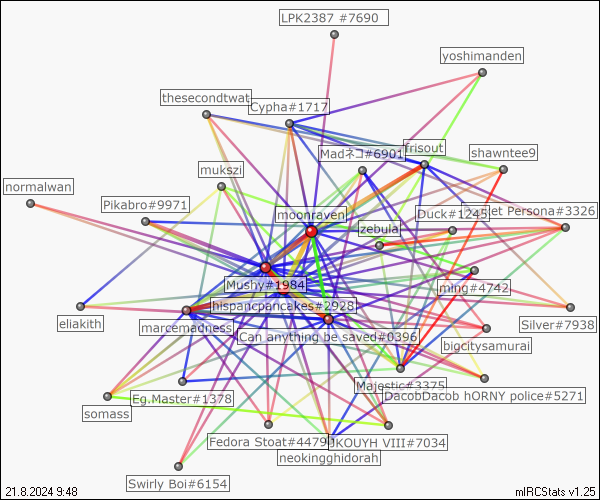 LPK2387 #7690
yoshimanden
thesecondtwat
Cypha#1717
Madネコ#6901
frisout
shawntee9
mukszi
normalwan
Pikabro#9971
moonraven
Duck#1245
et Persona#3326
zebula
Mushy#1984
ming#4742
hispancpancakes#2928
eliakith
marcemadness
Silver#7938
Can anything be saved#0396
bigcitysamurai
Majestic#3375
DacobDacob hORNY police#5271
Eg.Master#1378
somass
Fedora Stoat#4479
KOUYH VIII#7034
neokingghidorah
Swirly Boi#6154
21.8.2024 9:48
mIRCStats v1.25